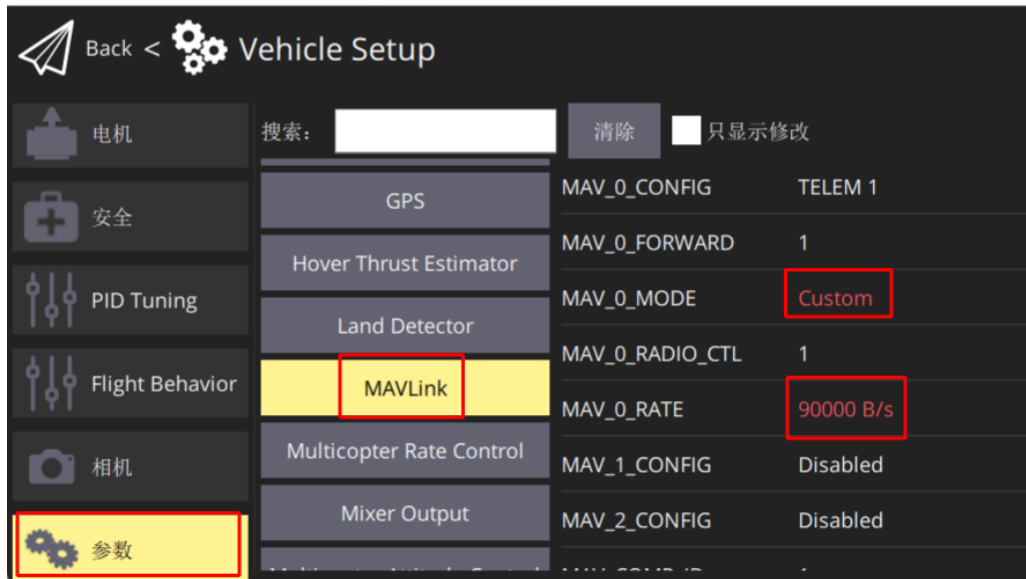 Back < Vehicle Setup
电机
安全
PID Tuning
Flight Behavior
相机
参数
搜索：
清除
只显示修改
GPS
Hover Thrust Estimator
Land Detector
MAVLink
Multicopter Rate Control
Mixer Output
MAV_0_CONFIG TELEM 1
MAV_0_FORWARD 1
MAV_0_MODE Custom
MAV_0_RADIO_CTL 1
MAV_0_RATE 90000 B/s
MAV_1_CONFIG Disabled
MAV_2_CONFIG Disabled